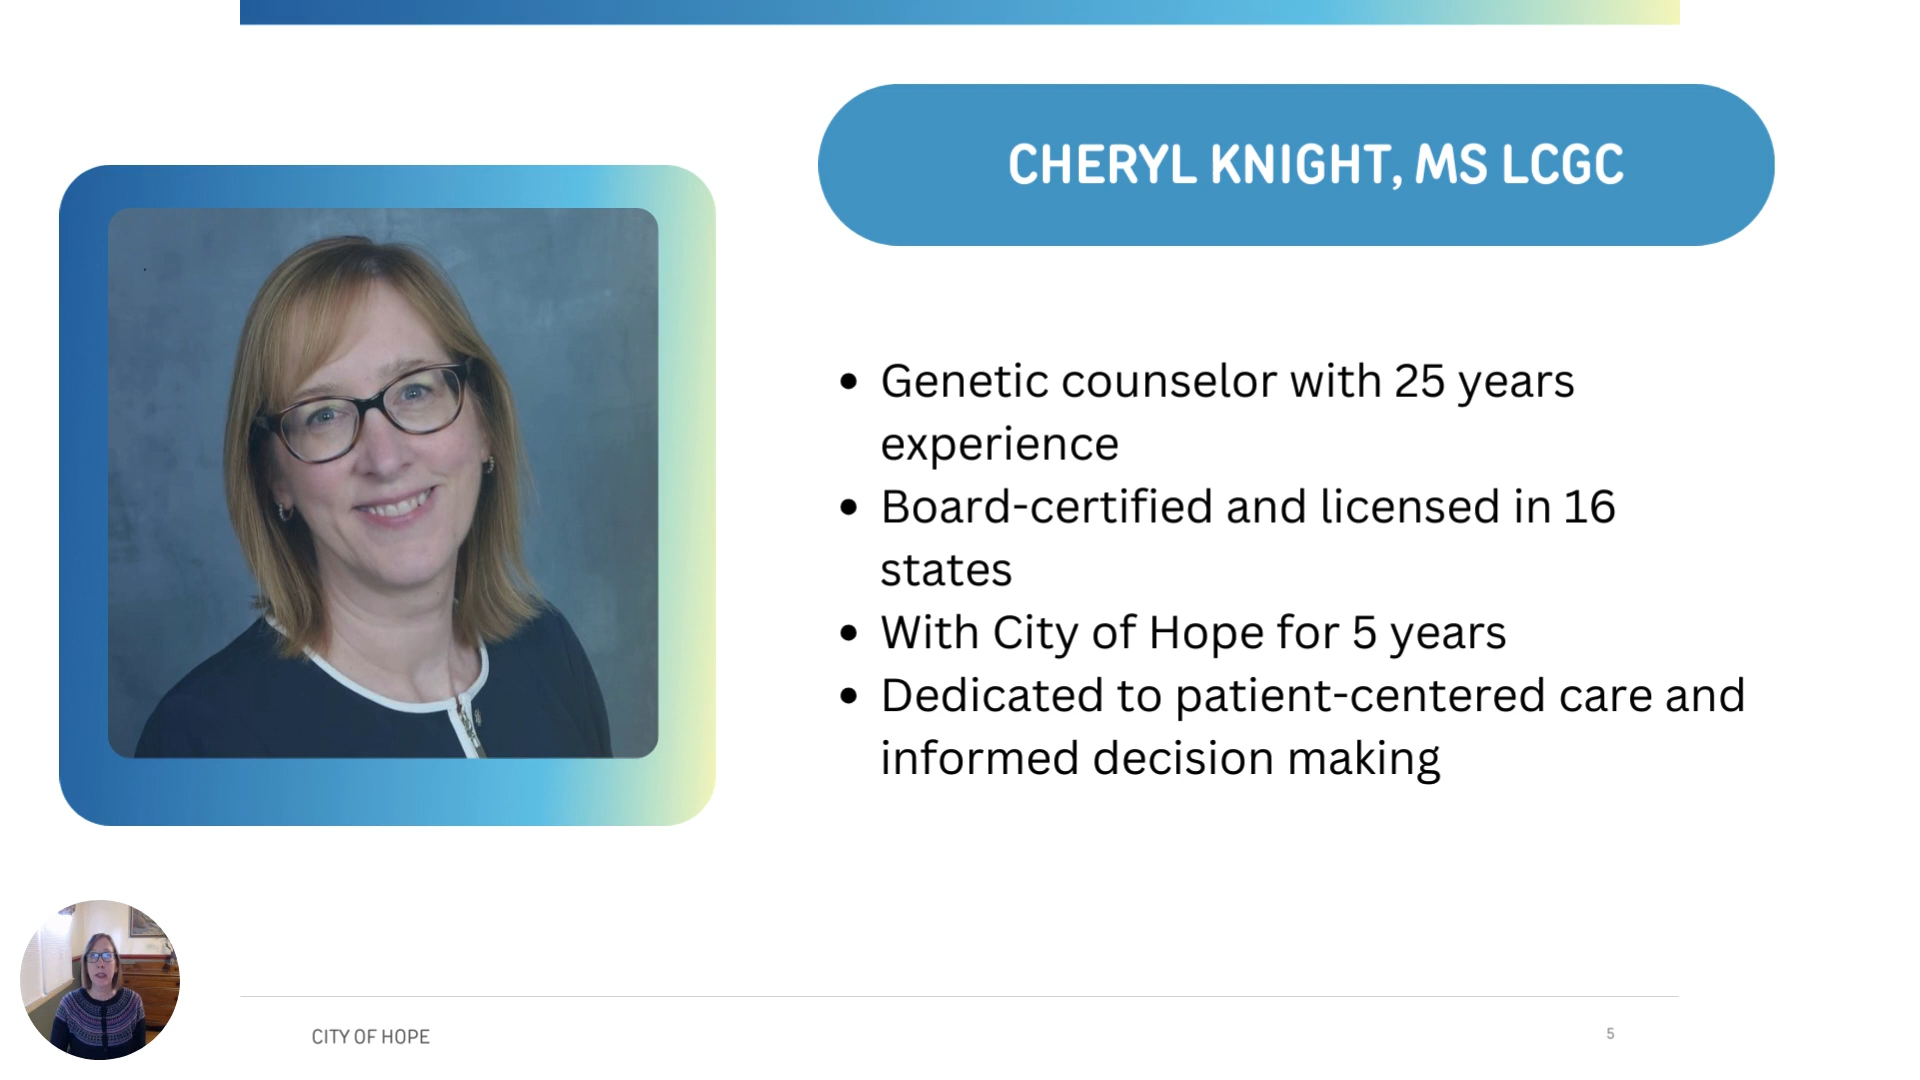 CHERYL KNIGHT, MS LCGC
• Genetic counselor with 25 years
experience
• Board-certified and licensed in 16
states
• With City of Hope for 5 years
• Dedicated to patient-centered care and
informed decision making
CITY OF HOPE
5